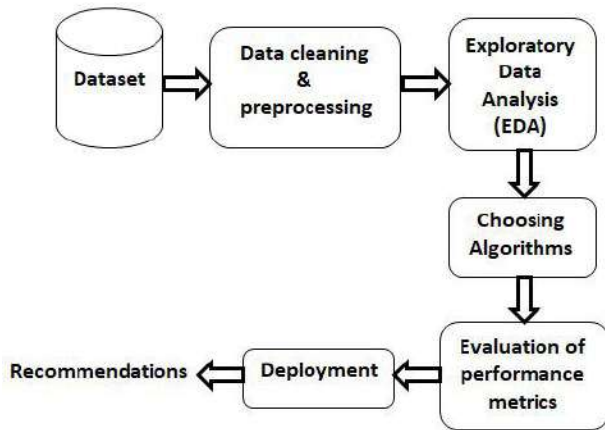 Dataset
Data cleaning
&
preprocessing
Exploratory
Data
Analysis
(EDA)
Choosing
Algorithms
Evaluation of
performance
metrics
Deployment
Recommendations